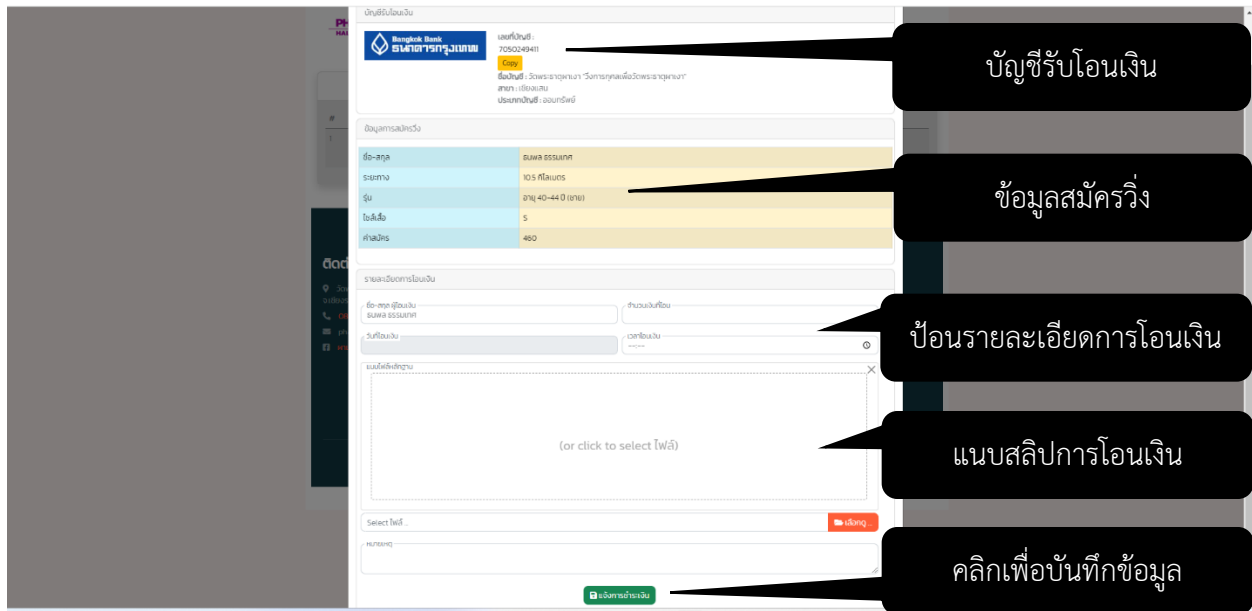 บัญชีรับโอนเงิน
Bangkok Bank
ธนาคารกรุงเทพ
เลขที่บัญชี :
7050249411
Copy
ชื่อบัญชี : วัดพระธาตุผาเงา "วิ่งการกุศลเพื่อวัดพระธาตุผาเงา"
สาขา : เชียงแสน
ประเภทบัญชี : ออมทรัพย์
บัญชีรับโอนเงิน
ข้อมูลการสมัครวิ่ง
ชื่อ-สกุล ธนพล ธรรมเกศ
ระยะทาง 10.5 กิโลเมตร
รุ่น อายุ 40-44 ปี (ชาย)
ไซส์เสื้อ S
ค่าสมัคร 460
ข้อมูลสมัครวิ่ง
รายละเอียดการโอนเงิน
ชื่อ-สกุล ผู้โอนเงิน จำนวนเงินที่โอน
ธนพล ธรรมเกศ
วันที่โอนเงิน เวลาโอนเงิน
--:--
ป้อนรายละเอียดการโอนเงิน
แนบไฟล์หลักฐาน
(or click to select ไฟล์)
แนบสลิปการโอนเงิน
Select ไฟล์ ... เลือกดู ...
หมายเหตุ
แจ้งการชำระเงิน
คลิกเพื่อบันทึกข้อมูล